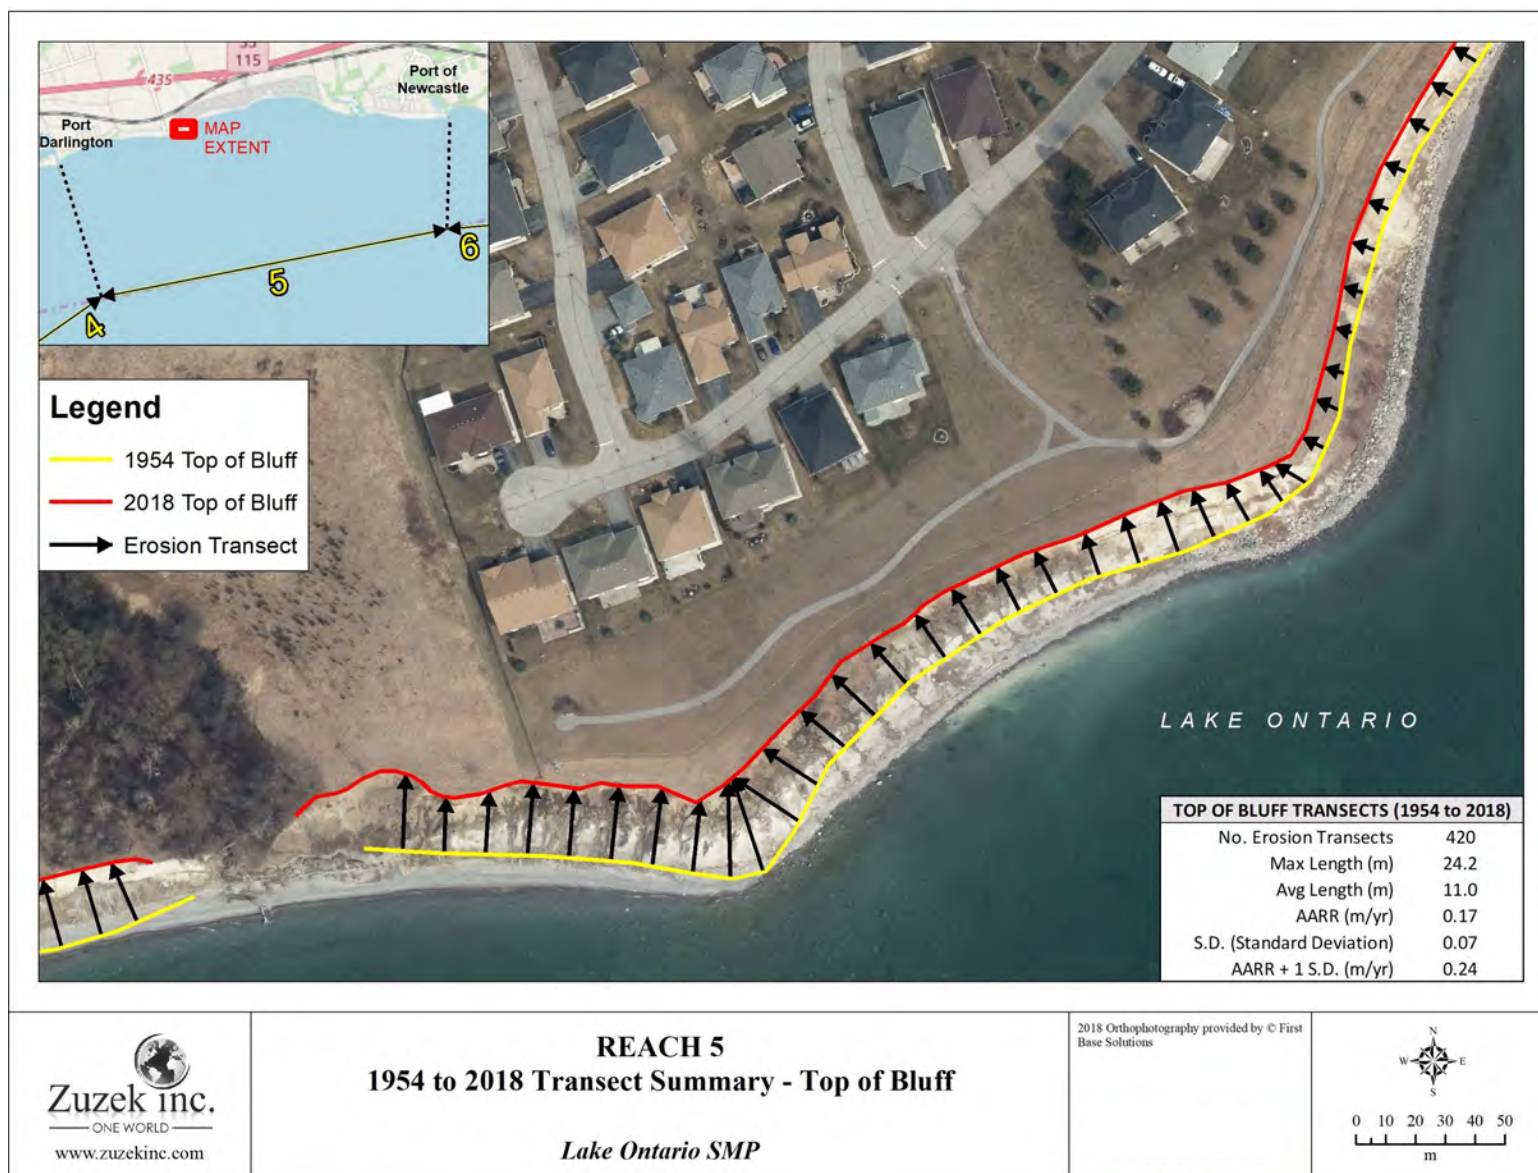 35
115
435
Port of
Newcastle
Port
Darlington
MAP
EXTENT
4
5
6
Legend
1954 Top of Bluff
2018 Top of Bluff
Erosion Transect
LAKE ONTARIO
TOP OF BLUFF TRANSECTS (1954 to 2018)
No. Erosion Transects 420
Max Length (m) 24.2
Avg Length (m) 11.0
AARR (m/yr) 0.17
S.D. (Standard Deviation) 0.07
AARR + 1 S.D. (m/yr) 0.24
Zuzek inc.
ONE WORLD
www.zuzekinc.com
REACH 5
1954 to 2018 Transect Summary - Top of Bluff
Lake Ontario SMP
2018 Orthophotography provided by © First
Base Solutions
N
W E
S
0 10 20 30 40 50
m